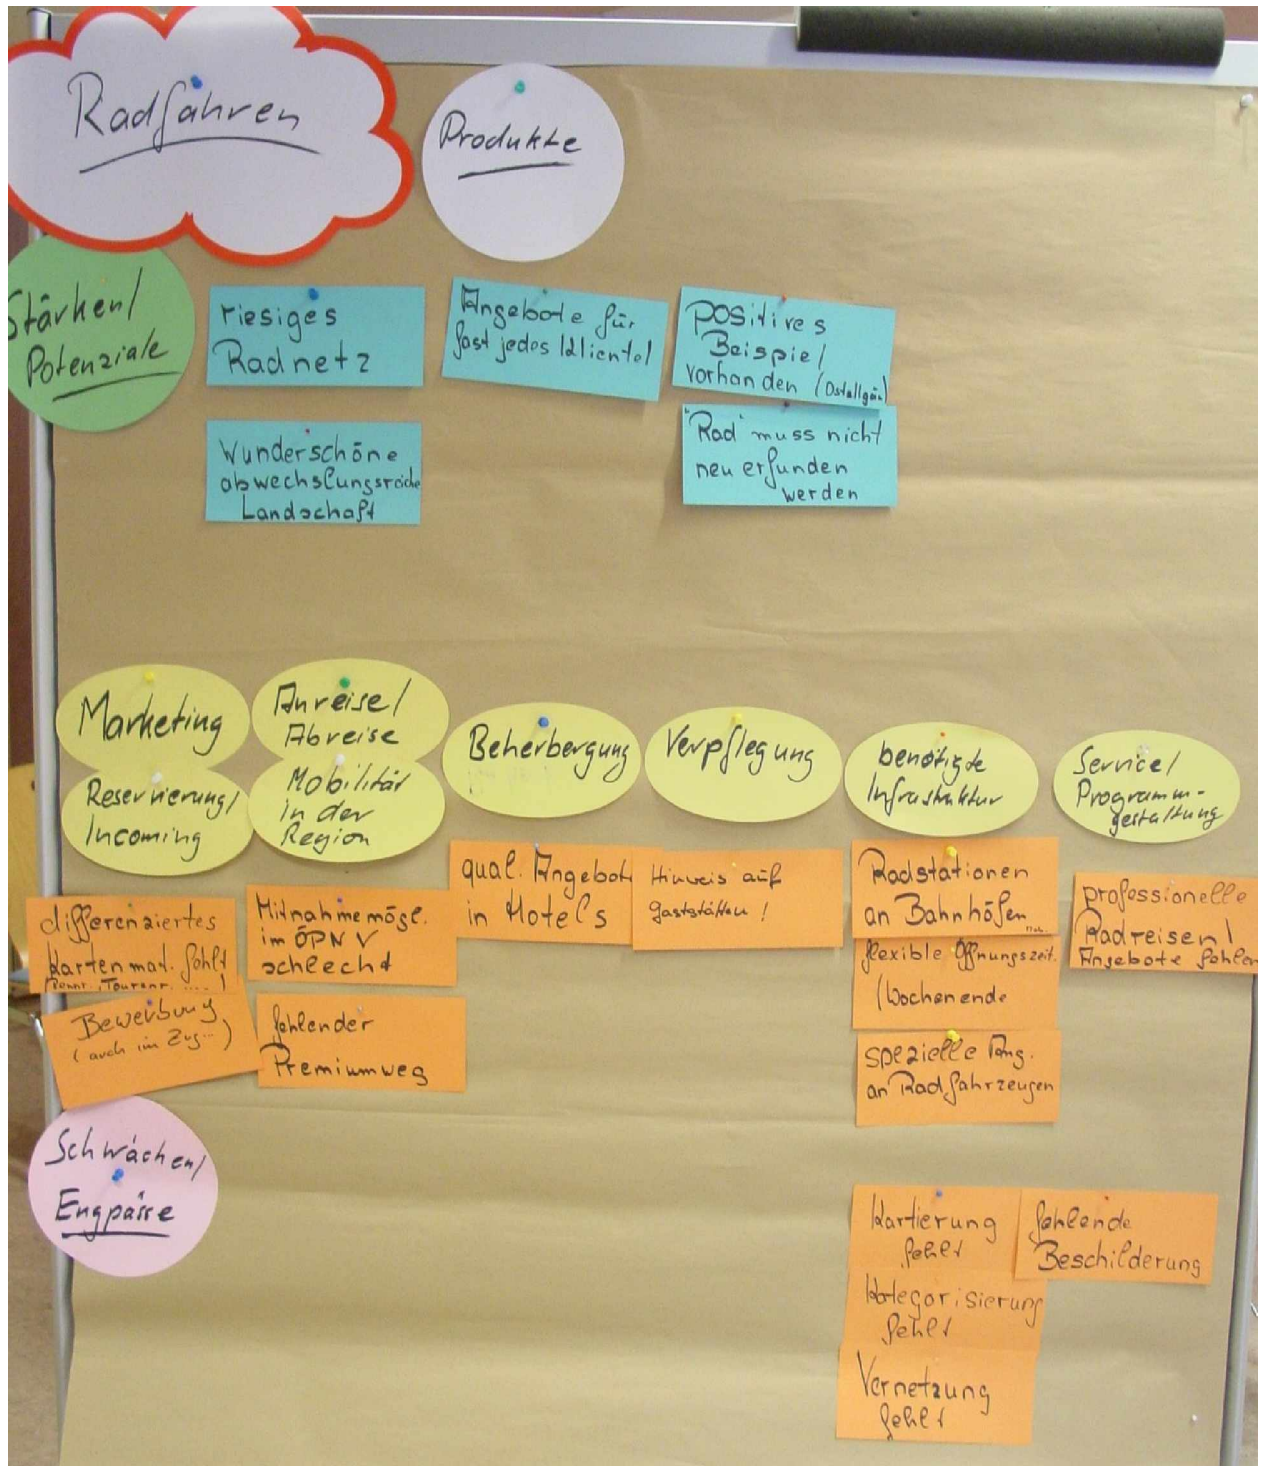 Radfahren
Produkte
Stärken/
Potenziale
riesiges
Radnetz
Angebote für
fast jedes Klientel
positives
Beispiel
vorhanden (Ostallgäu)
Wunderschöne
abwechslungsreiche
Landschaft
"Rad" muss nicht
neu erfunden
werden
Marketing
Reservierung/
Incoming
Anreise/
Abreise
Mobilität
in der
Region
Beherbergung
Verpflegung
benötigte
Infrastruktur
Service/
Programm-
gestaltung
differenziertes
Kartenmat. fehlt
(Rennr., Tourenr. ....)
Bewerbung
(auch im Zug...)
Mitnahmemögl.
im ÖPNV
schlecht
fehlender
Premiumweg
qual. Angebot
in Hotels
Hinweis auf
Gaststätten!
Radstationen
an Bahnhöfen
flexible Öffnungszeit.
(Wochenende
spezielle Ang.
an Radfahrzeugen
professionelle
Radreisen/
Angebote fehlen
Schwächen/
Engpässe
Kartierung
fehlt
fehlende
Beschilderung
Kategorisierung
fehlt
Vernetzung
fehlt